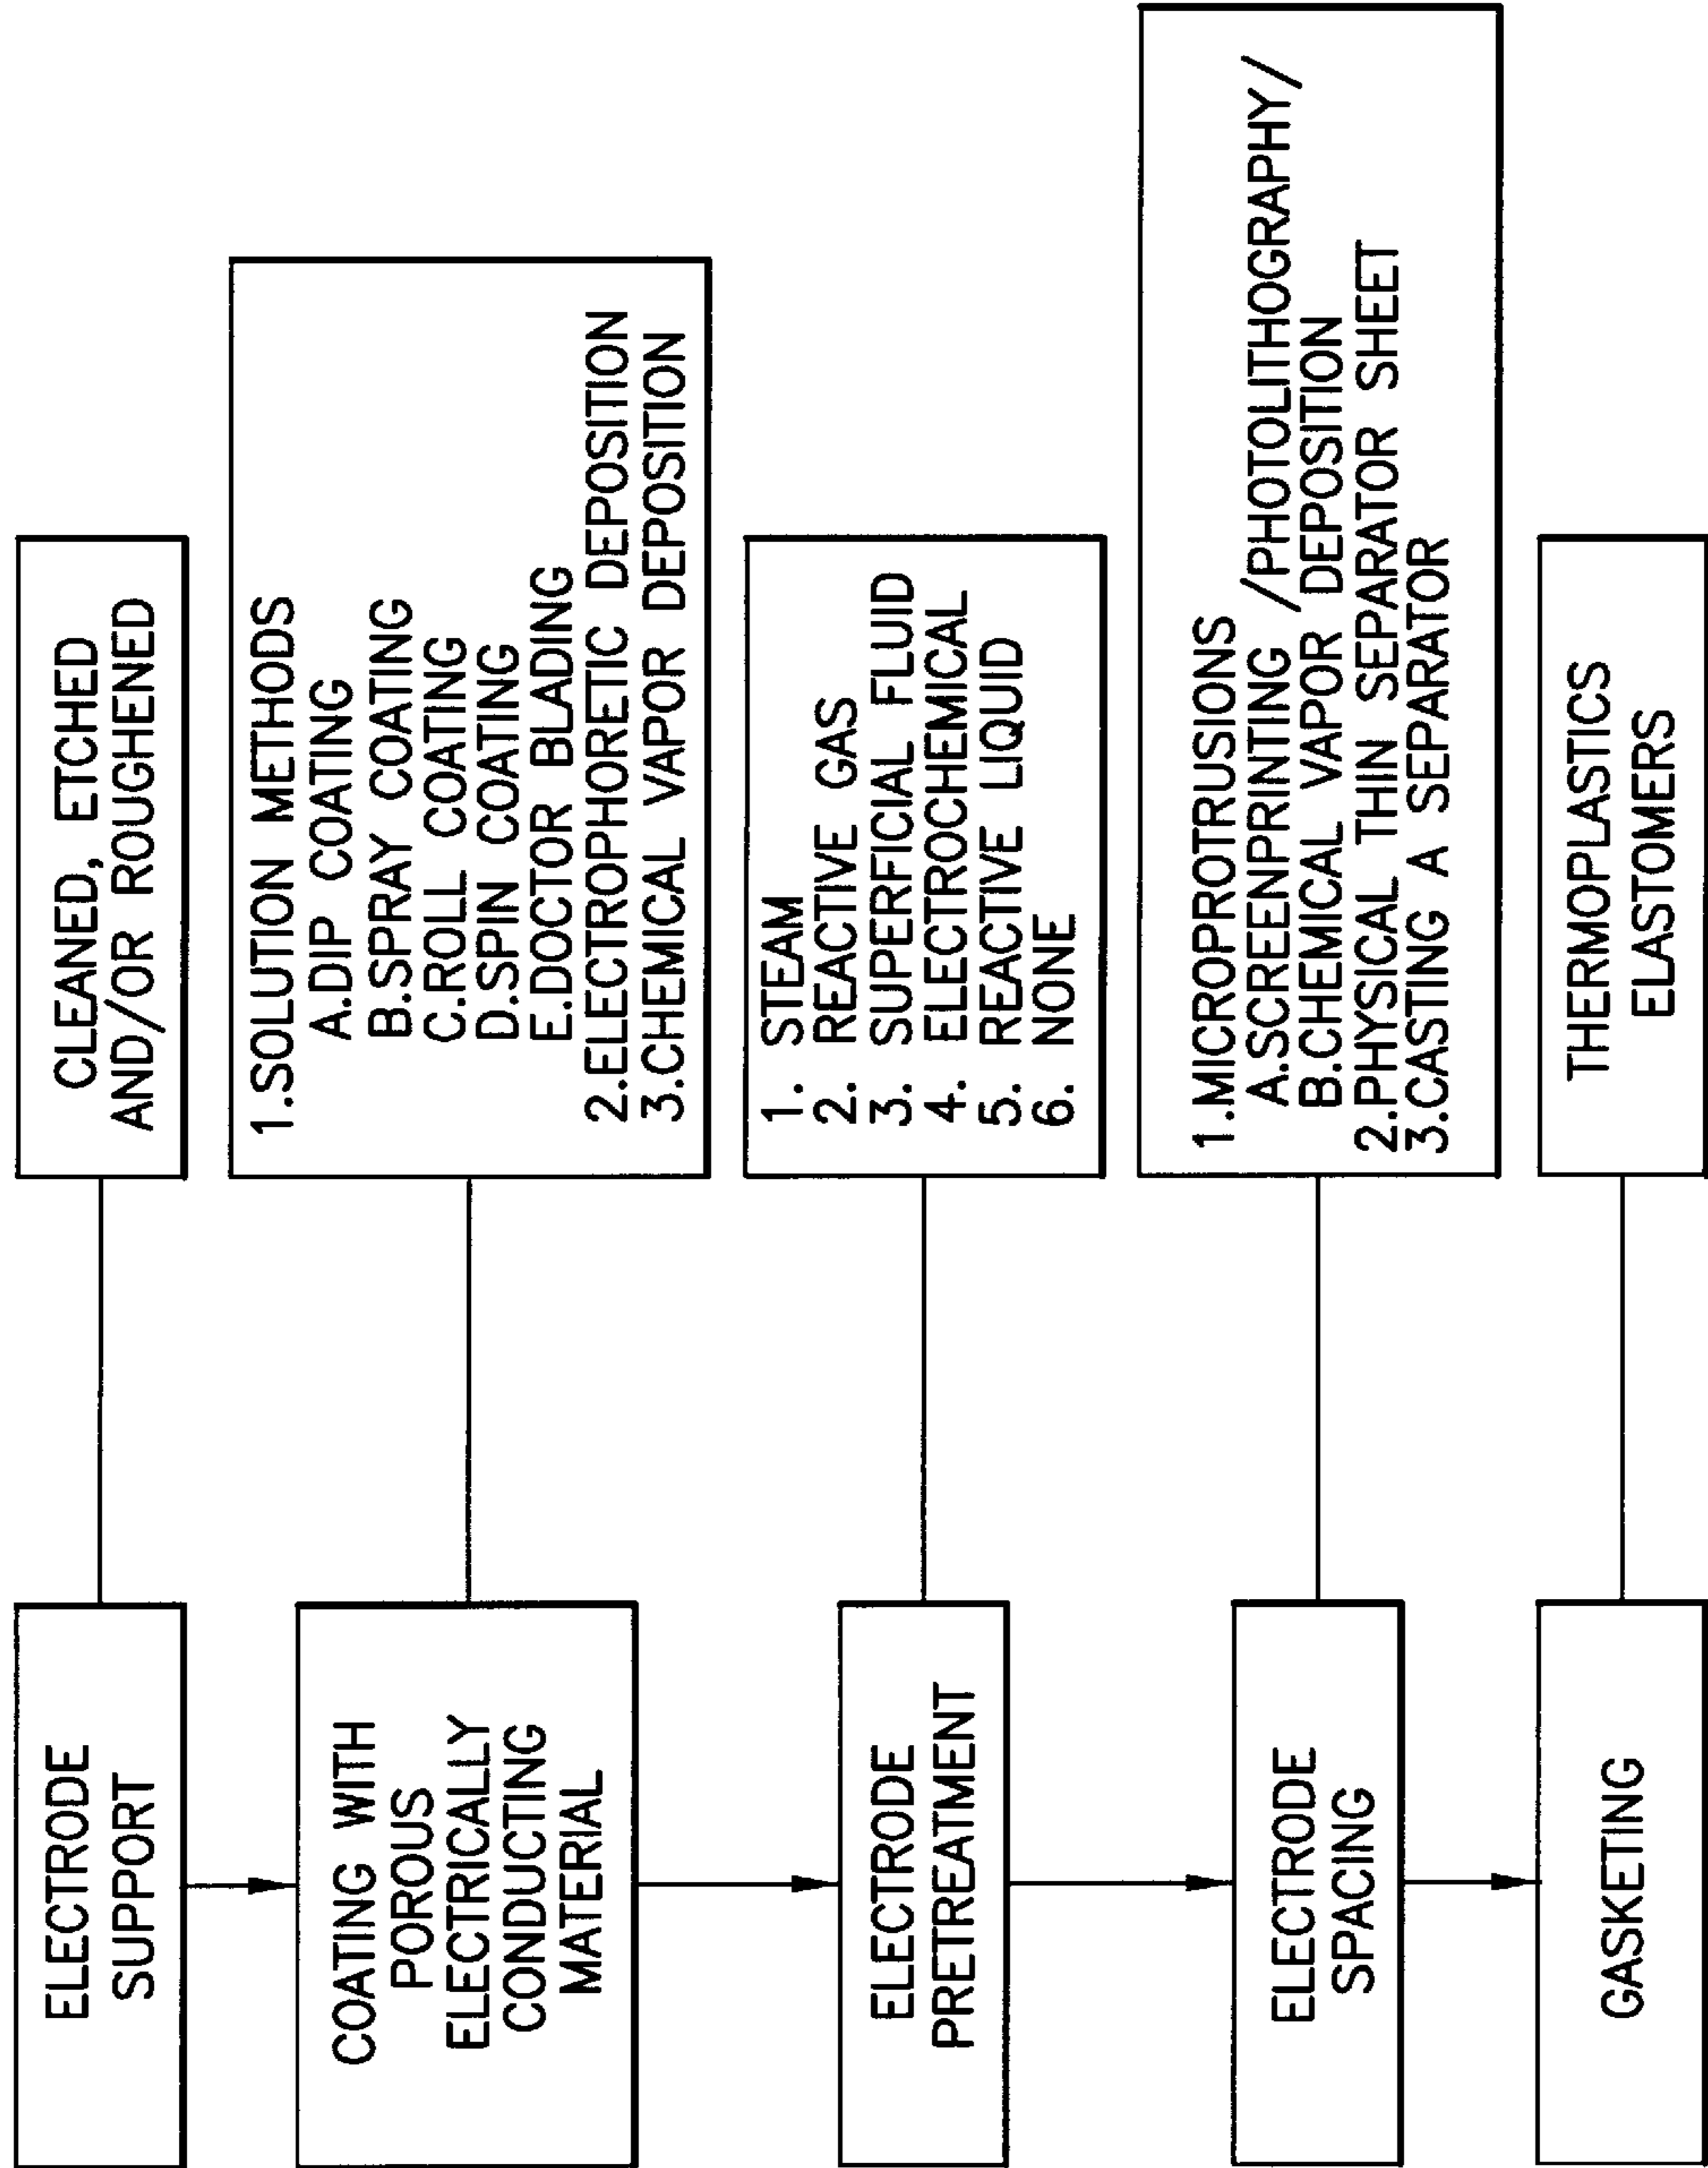 ELECTRODE
SUPPORT
CLEANED, ETCHED
AND/OR ROUGHENED
COATING WITH
POROUS
ELECTRICALLY
CONDUCTING
MATERIAL
1.SOLUTION METHODS
A.DIP COATING
B.SPRAY COATING
C.ROLL COATING
D.SPIN COATING
E.DOCTOR BLADING
2.ELECTROPHORETIC DEPOSITION
3.CHEMICAL VAPOR DEPOSITION
ELECTRODE
PRETREATMENT
1. STEAM
2. REACTIVE GAS
3. SUPERFICIAL FLUID
4. ELECTROCHEMICAL
5. REACTIVE LIQUID
6. NONE
ELECTRODE
SPACING
1.MICROPROTRUSIONS
A.SCREENPRINTING /PHOTOLITHOGRAPHY/
B.CHEMICAL VAPOR DEPOSITION
2.PHYSICAL THIN SEPARATOR SHEET
3.CASTING A SEPARATOR
GASKETING
THERMOPLASTICS
ELASTOMERS